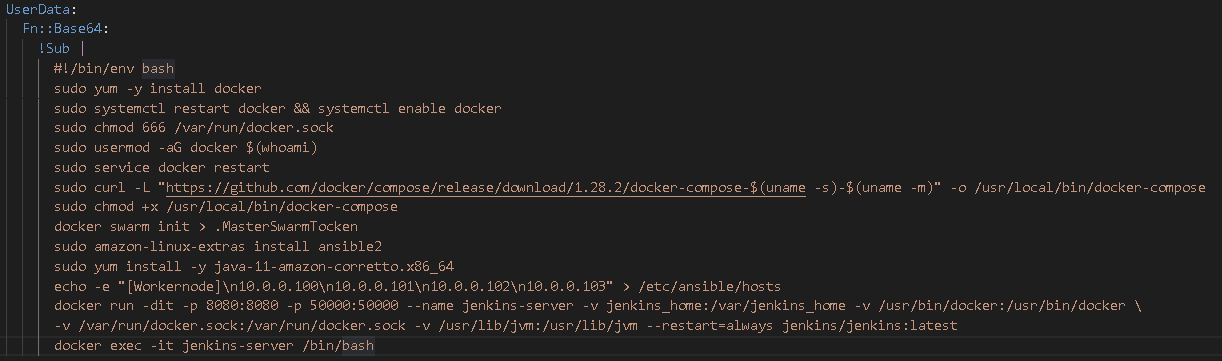 UserData:
Fn::Base64:
!Sub |
#!/bin/env bash
sudo yum -y install docker
sudo systemctl restart docker && systemctl enable docker
sudo chmod 666 /var/run/docker.sock
sudo usermod -aG docker $(whoami)
sudo service docker restart
sudo curl -L "https://github.com/docker/compose/release/download/1.28.2/docker-compose-$(uname -s)-$(uname -m)" -o /usr/local/bin/docker-compose
sudo chmod +x /usr/local/bin/docker-compose
docker swarm init > .MasterSwarmTocken
sudo amazon-linux-extras install ansible2
sudo yum install -y java-11-amazon-corretto.x86_64
echo -e "[Workernode]\n10.0.0.100\n10.0.0.101\n10.0.0.102\n10.0.0.103" > /etc/ansible/hosts
docker run -dit -p 8080:8080 -p 50000:50000 --name jenkins-server -v jenkins_home:/var/jenkins_home -v /usr/bin/docker:/usr/bin/docker \
-v /var/run/docker.sock:/var/run/docker.sock -v /usr/lib/jvm:/usr/lib/jvm --restart=always jenkins/jenkins:latest
docker exec -it jenkins-server /bin/bash